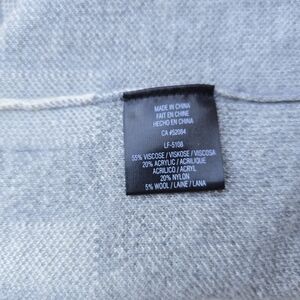 MADE IN CHINA
FAIT EN CHINE
HECHO EN CHINA
CA #52084
LF-5108
55% VISCOSE / VISKOSE / VISCOSA
20% ACRYLIC / ACRILIQUE
ACRILICO / ACRYL
20% NYLON
5% WOOL / LAINE / LANA